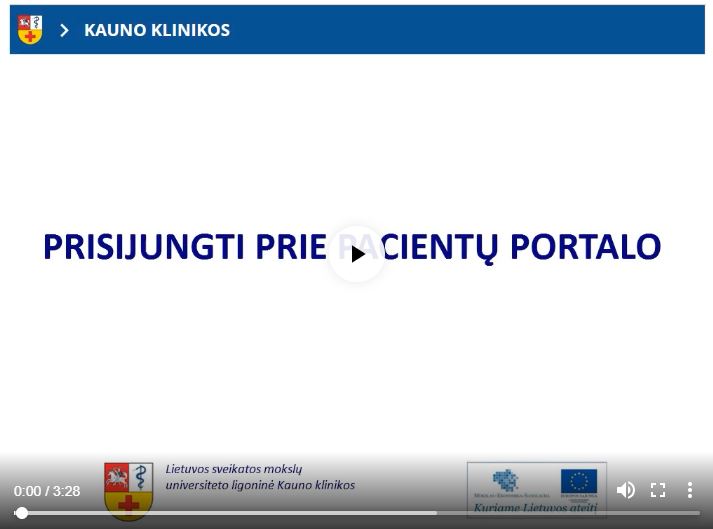 KAUNO KLINIKOS
PRISIJUNGTI PRIE PACIENTŲ PORTALO
Lietuvos sveikatos mokslų
universiteto ligoninė Kauno klinikos
Kuriame Lietuvos ateitį
0:00 / 3:28